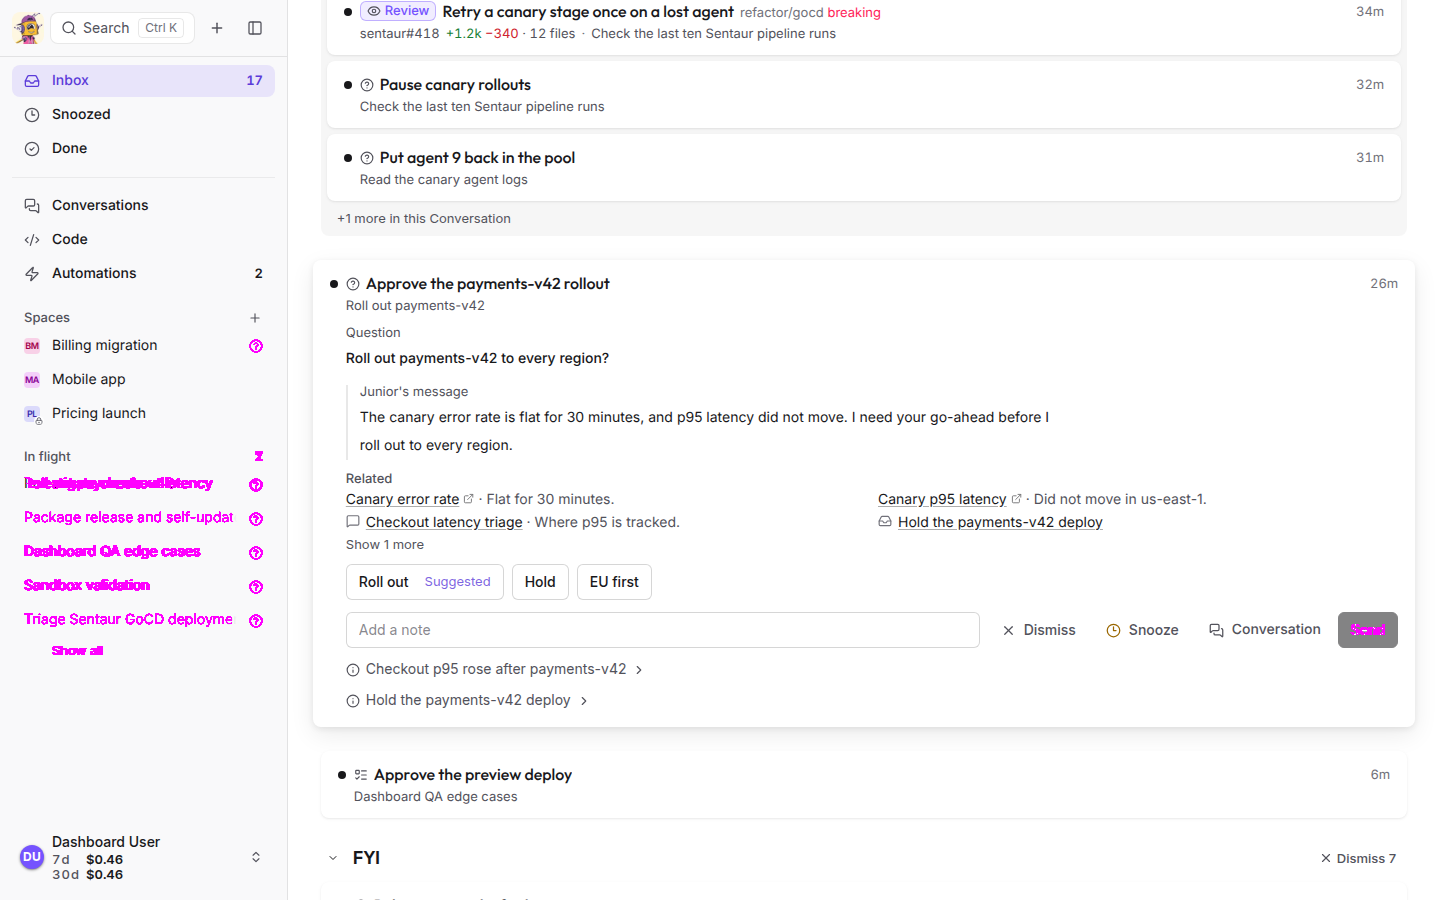 Search Ctrl K
Inbox 17
Snoozed
Done
Conversations
Code
Automations 2
Spaces
BM Billing migration
MA Mobile app
PL Pricing launch
In flight
Package release and self-updat
Dashboard QA edge cases
Sandbox validation
Triage Sentaur GoCD deployme
Show all
DU Dashboard User
7d $0.46
30d $0.46
Review Retry a canary stage once on a lost agent refactor/gocd breaking 34m
sentaur#418 +1.2k −340 · 12 files · Check the last ten Sentaur pipeline runs
Pause canary rollouts 32m
Check the last ten Sentaur pipeline runs
Put agent 9 back in the pool 31m
Read the canary agent logs
+1 more in this Conversation
Approve the payments-v42 rollout 26m
Roll out payments-v42
Question
Roll out payments-v42 to every region?
Junior's message
The canary error rate is flat for 30 minutes, and p95 latency did not move. I need your go-ahead before I
roll out to every region.
Related
Canary error rate · Flat for 30 minutes.
Canary p95 latency · Did not move in us-east-1.
Checkout latency triage · Where p95 is tracked.
Hold the payments-v42 deploy
Show 1 more
Roll out Suggested Hold EU first
Add a note Dismiss Snooze Conversation
Checkout p95 rose after payments-v42
Hold the payments-v42 deploy
Approve the preview deploy 6m
Dashboard QA edge cases
FYI Dismiss 7